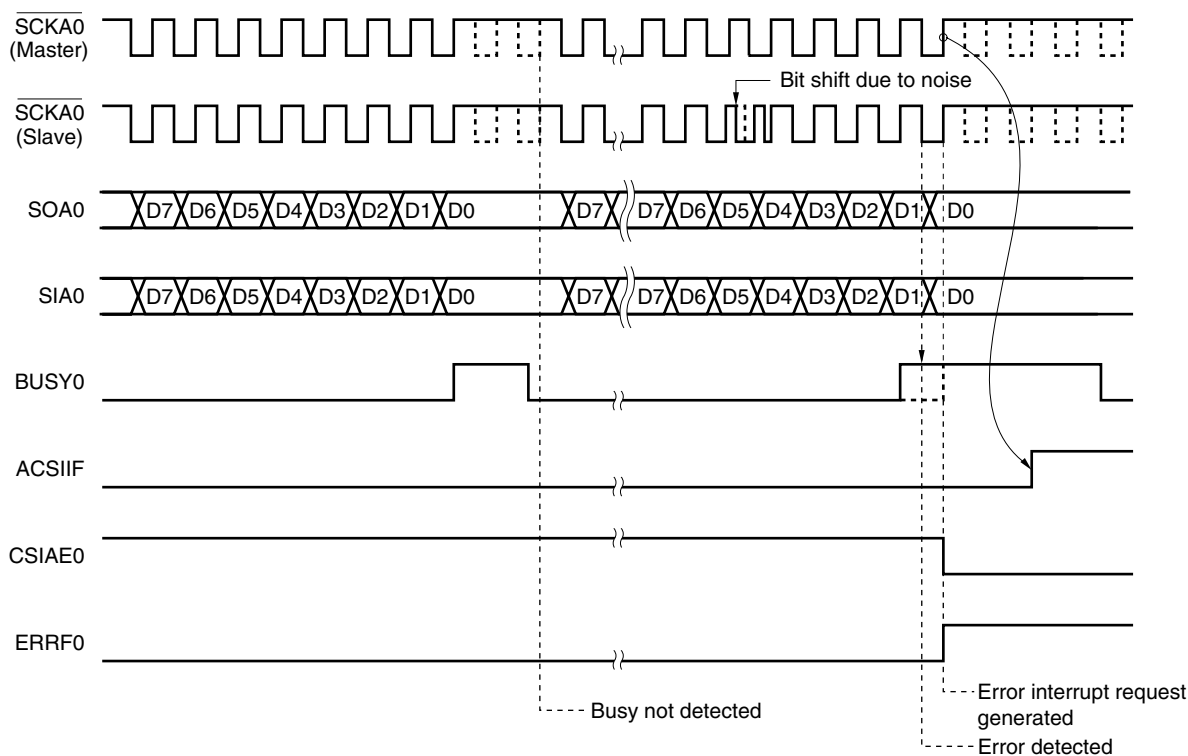 SCKA0
(Master)
Bit shift due to noise
SCKA0
(Slave)
SOA0 D7 D6 D5 D4 D3 D2 D1 D0 D7 D7 D6 D5 D4 D3 D2 D1 D0
SIA0 D7 D6 D5 D4 D3 D2 D1 D0 D7 D7 D6 D5 D4 D3 D2 D1 D0
BUSY0
ACSIIF
CSIAE0
ERRF0
Busy not detected
Error interrupt request
generated
Error detected